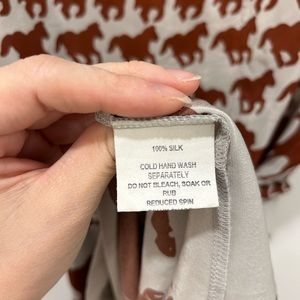 100% SILK
COLD HAND WASH
SEPARATELY
DO NOT BLEACH, SOAK OR
RUB
REDUCED SPIN